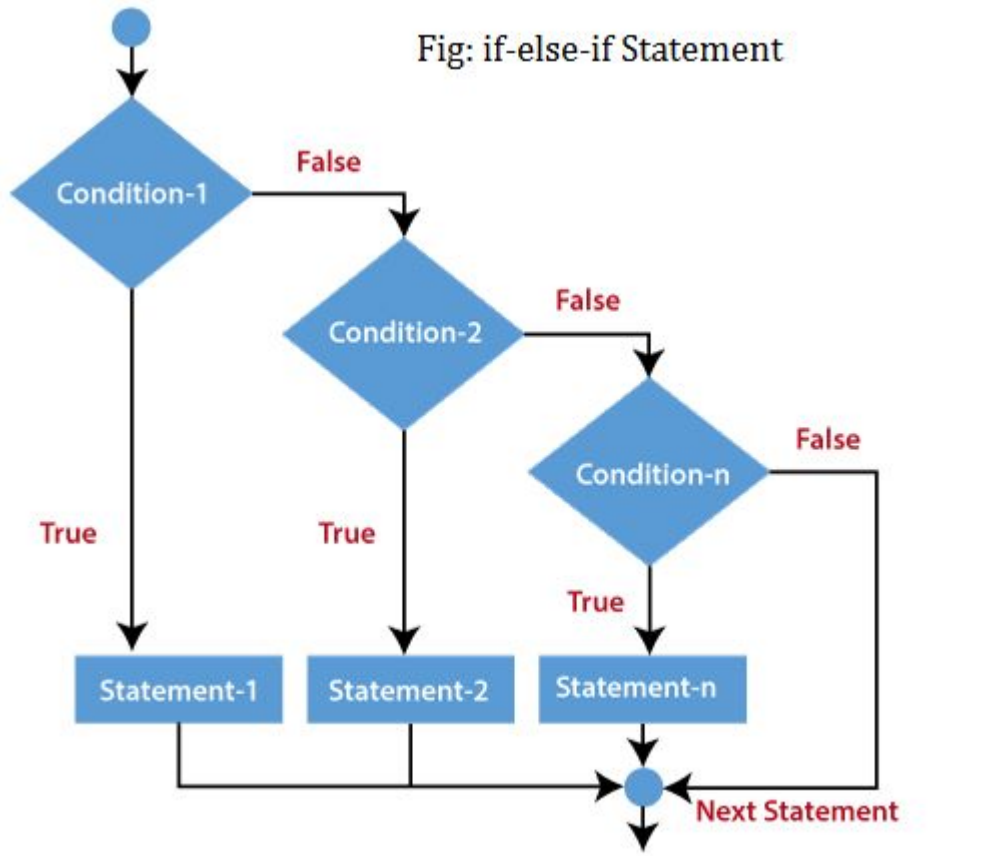 Fig: if-else-if Statement
False
Condition-1
False
Condition-2
False
Condition-n
True
True
True
Statement-1
Statement-2
Statement-n
Next Statement